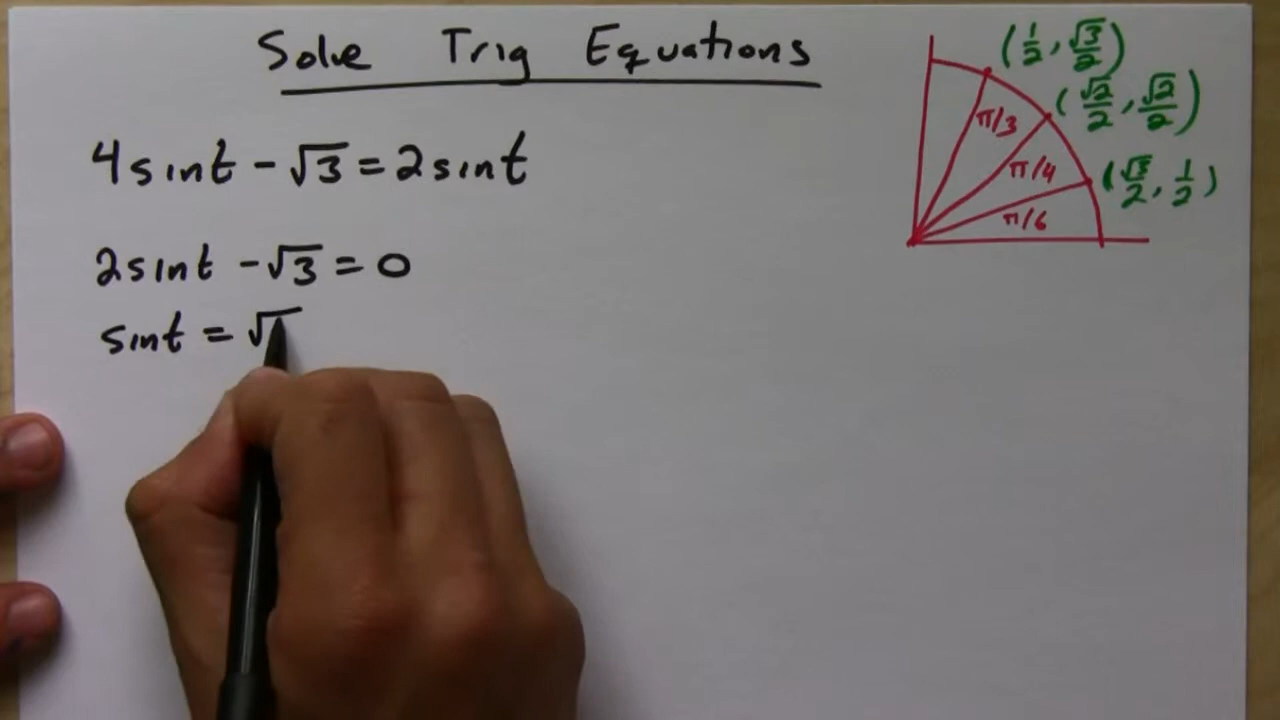 Solve Trig Equations
4sint - √3 = 2sint
2sint - √3 = 0
sint = √
(1/2, √3/2)
(√2/2, √2/2)
(√3/2, 1/2)
π/3
π/4
π/6